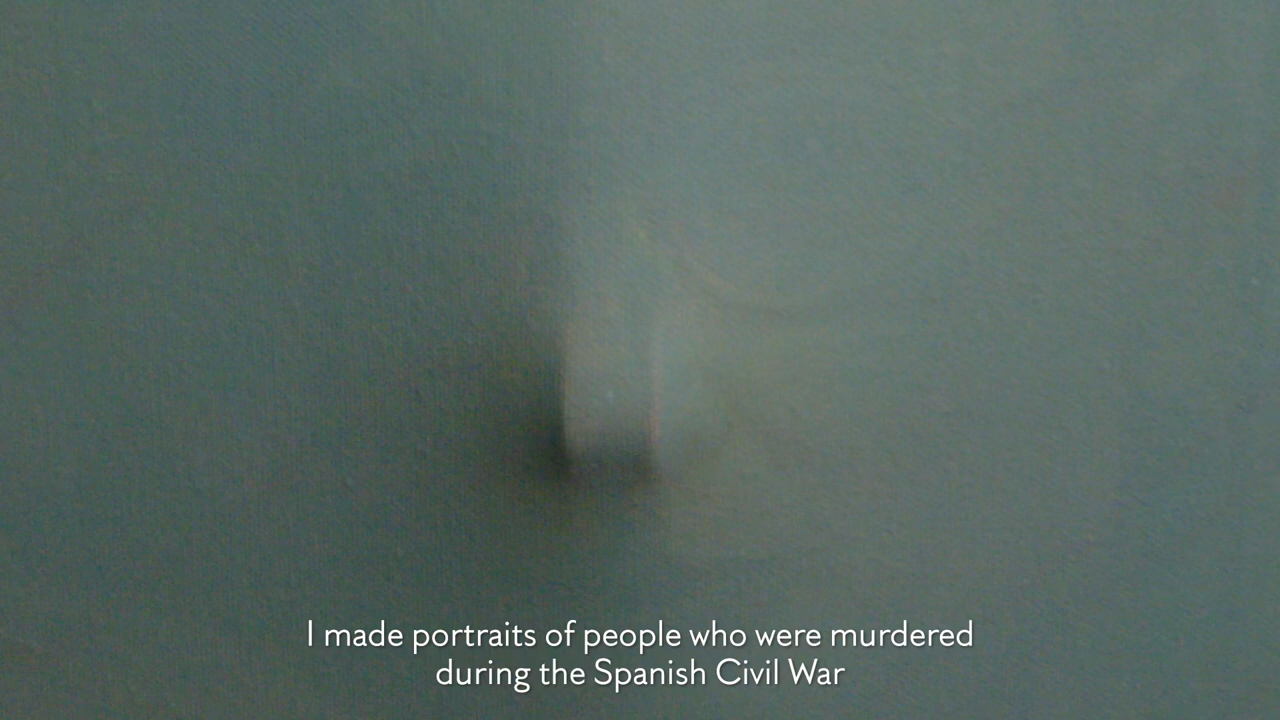 I made portraits of people who were murdered
during the Spanish Civil War